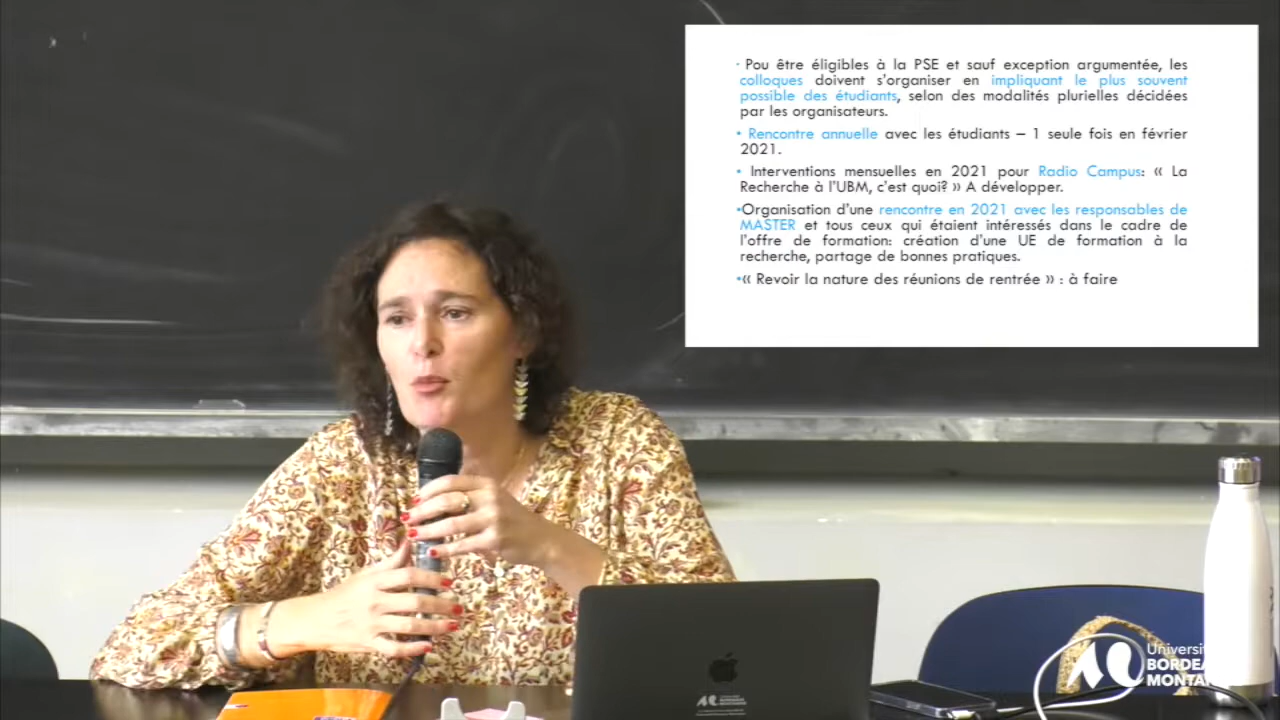 · Pou être éligibles à la PSE et sauf exception argumentée, les
colloques doivent s'organiser en impliquant le plus souvent
possible des étudiants, selon des modalités plurielles décidées
par les organisateurs.
• Rencontre annuelle avec les étudiants – 1 seule fois en février
2021.
• Interventions mensuelles en 2021 pour Radio Campus: « La
Recherche à l'UBM, c'est quoi? » A développer.
•Organisation d'une rencontre en 2021 avec les responsables de
MASTER et tous ceux qui étaient intéressés dans le cadre de
l'offre de formation: création d'une UE de formation à la
recherche, partage de bonnes pratiques.
•« Revoir la nature des réunions de rentrée » : à faire